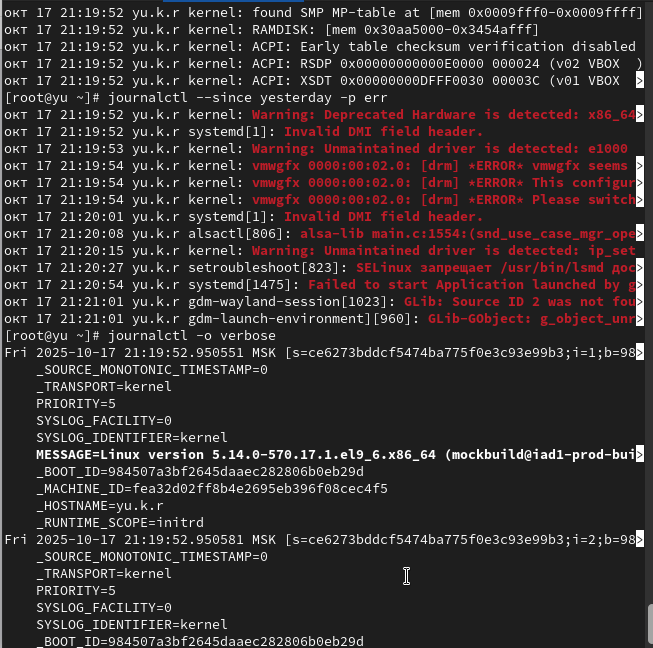 окт 17 21:19:52 yu.k.r kernel: found SMP MP-table at [mem 0x0009fff0-0x0009ffff]
окт 17 21:19:52 yu.k.r kernel: RAMDISK: [mem 0x30aa5000-0x3454afff]
окт 17 21:19:52 yu.k.r kernel: ACPI: Early table checksum verification disabled
окт 17 21:19:52 yu.k.r kernel: ACPI: RSDP 0x00000000000E0000 000024 (v02 VBOX  )
окт 17 21:19:52 yu.k.r kernel: ACPI: XSDT 0x00000000DFFF0030 00003C (v01 VBOX  >
[root@yu ~]# journalctl --since yesterday -p err
окт 17 21:19:52 yu.k.r kernel: Warning: Deprecated Hardware is detected: x86_64>
окт 17 21:19:52 yu.k.r systemd[1]: Invalid DMI field header.
окт 17 21:19:53 yu.k.r kernel: Warning: Unmaintained driver is detected: e1000
окт 17 21:19:54 yu.k.r kernel: vmwgfx 0000:00:02.0: [drm] *ERROR* vmwgfx seems >
окт 17 21:19:54 yu.k.r kernel: vmwgfx 0000:00:02.0: [drm] *ERROR* This configur>
окт 17 21:19:54 yu.k.r kernel: vmwgfx 0000:00:02.0: [drm] *ERROR* Please switch>
окт 17 21:20:01 yu.k.r systemd[1]: Invalid DMI field header.
окт 17 21:20:08 yu.k.r alsactl[806]: alsa-lib main.c:1554:(snd_use_case_mgr_ope>
окт 17 21:20:15 yu.k.r kernel: Warning: Unmaintained driver is detected: ip_set
окт 17 21:20:27 yu.k.r setroubleshoot[823]: SELinux запрещает /usr/bin/lsmd дос>
окт 17 21:20:54 yu.k.r systemd[1475]: Failed to start Application launched by g>
окт 17 21:21:01 yu.k.r gdm-wayland-session[1023]: GLib: Source ID 2 was not fou>
окт 17 21:21:01 yu.k.r gdm-launch-environment][960]: GLib-GObject: g_object_unr>
[root@yu ~]# journalctl -o verbose
Fri 2025-10-17 21:19:52.950551 MSK [s=ce6273bddcf5474ba775f0e3c93e99b3;i=1;b=98>
    _SOURCE_MONOTONIC_TIMESTAMP=0
    _TRANSPORT=kernel
    PRIORITY=5
    SYSLOG_FACILITY=0
    SYSLOG_IDENTIFIER=kernel
    MESSAGE=Linux version 5.14.0-570.17.1.el9_6.x86_64 (mockbuild@iad1-prod-bui>
    _BOOT_ID=984507a3bf2645daaec282806b0eb29d
    _MACHINE_ID=fea32d02ff8b4e2695eb396f08cec4f5
    _HOSTNAME=yu.k.r
    _RUNTIME_SCOPE=initrd
Fri 2025-10-17 21:19:52.950581 MSK [s=ce6273bddcf5474ba775f0e3c93e99b3;i=2;b=98>
    _SOURCE_MONOTONIC_TIMESTAMP=0
    _TRANSPORT=kernel
    PRIORITY=5
    SYSLOG_FACILITY=0
    SYSLOG_IDENTIFIER=kernel
    _BOOT_ID=984507a3bf2645daaec282806b0eb29d